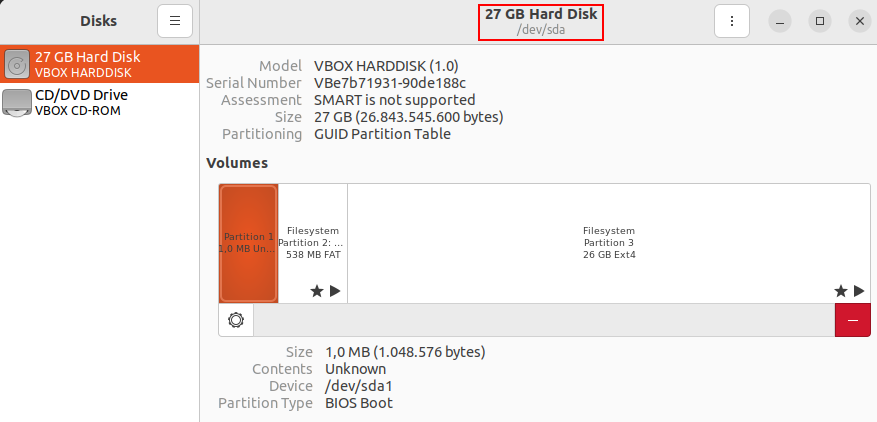 Disks
27 GB Hard Disk
/dev/sda
27 GB Hard Disk
VBOX HARDDISK
CD/DVD Drive
VBOX CD-ROM
Model VBOX HARDDISK (1.0)
Serial Number VBe7b71931-90de188c
Assessment SMART is not supported
Size 27 GB (26.843.545.600 bytes)
Partitioning GUID Partition Table
Volumes
Partition 1
1,0 MB Un…
Filesystem
Partition 2: …
538 MB FAT
Filesystem
Partition 3
26 GB Ext4
Size 1,0 MB (1.048.576 bytes)
Contents Unknown
Device /dev/sda1
Partition Type BIOS Boot